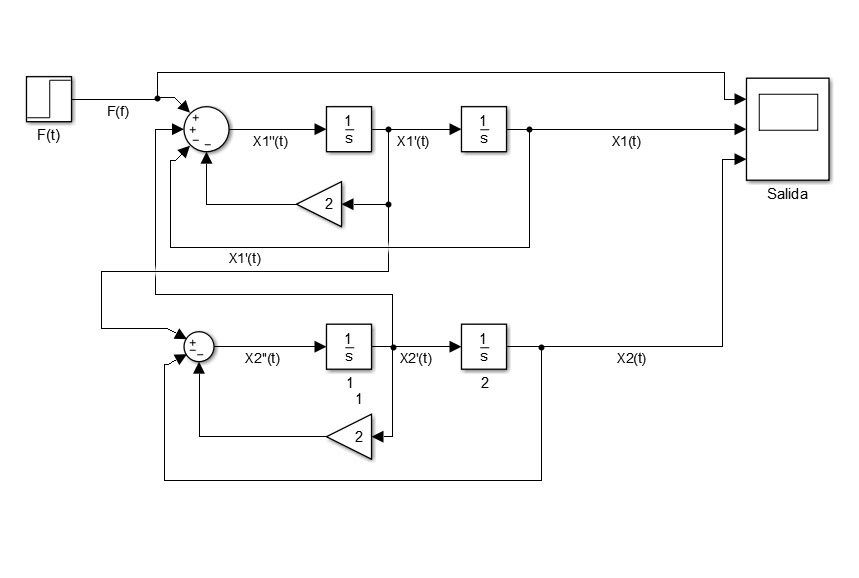 F(t)
F(f)
+
+
−
−
X1''(t)
1
s
X1'(t)
1
s
X1(t)
Salida
2
X1'(t)
+
−
−
X2''(t)
1
s
1
1
X2'(t)
1
s
2
X2(t)
2